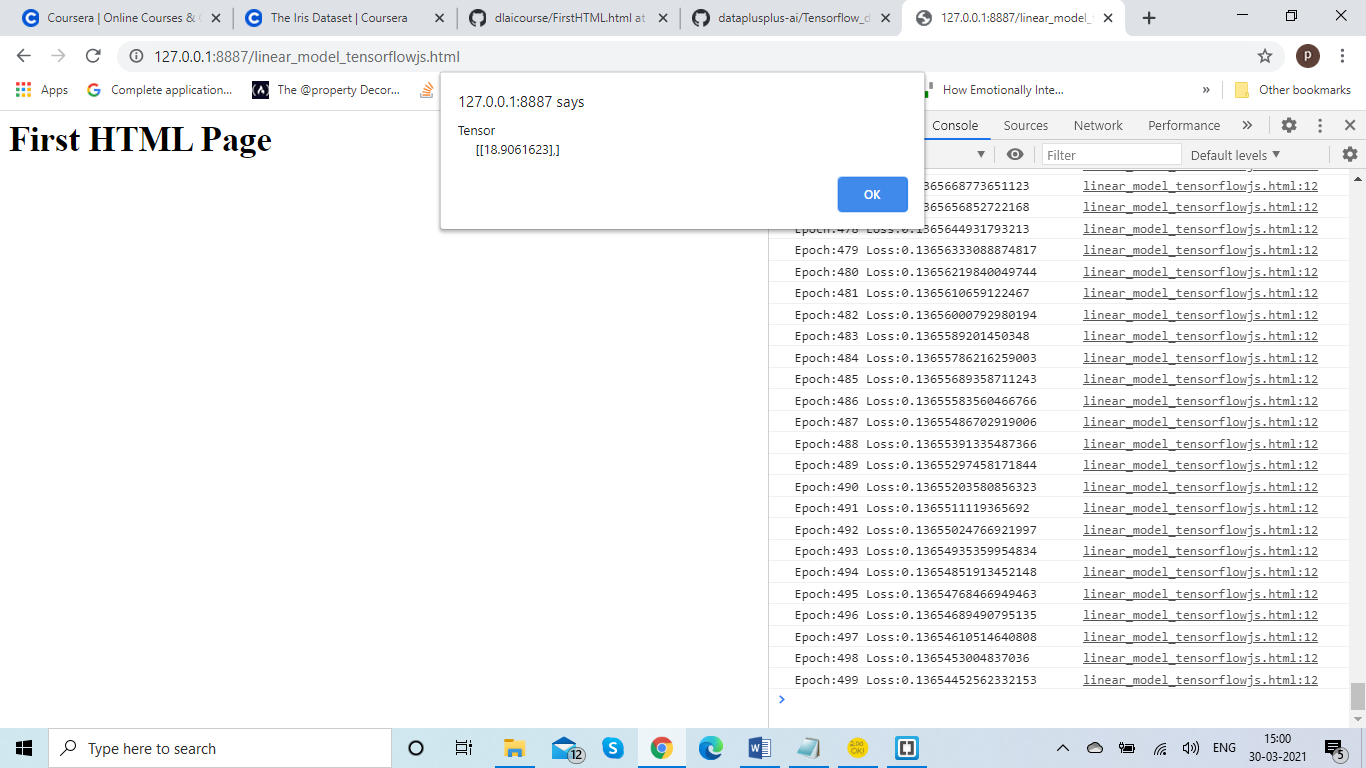 Coursera | Online Courses & C
The Iris Dataset | Coursera
dlaicourse/FirstHTML.html at
dataplusplus-ai/Tensorflow_d
127.0.0.1:8887/linear_model_t
127.0.0.1:8887/linear_model_tensorflowjs.html
p
Apps
Complete automation...
The @property Decor...
How Emotionally Inte...
»
Other bookmarks
127.0.0.1:8887 says
Tensor
[[18.9061623],]
OK
First HTML Page
Console Sources Network Performance »
Filter
Default levels ▼
365668773651123 linear_model_tensorflowjs.html:12
365656852722168 linear_model_tensorflowjs.html:12
Epoch:478 Loss:0.1365644931793213 linear_model_tensorflowjs.html:12
Epoch:479 Loss:0.13656333088874817 linear_model_tensorflowjs.html:12
Epoch:480 Loss:0.13656219840049744 linear_model_tensorflowjs.html:12
Epoch:481 Loss:0.1365610659122467 linear_model_tensorflowjs.html:12
Epoch:482 Loss:0.13656000792980194 linear_model_tensorflowjs.html:12
Epoch:483 Loss:0.1365589201450348 linear_model_tensorflowjs.html:12
Epoch:484 Loss:0.13655786216259003 linear_model_tensorflowjs.html:12
Epoch:485 Loss:0.13655689358711243 linear_model_tensorflowjs.html:12
Epoch:486 Loss:0.13655583560466766 linear_model_tensorflowjs.html:12
Epoch:487 Loss:0.13655486702919006 linear_model_tensorflowjs.html:12
Epoch:488 Loss:0.13655391335487366 linear_model_tensorflowjs.html:12
Epoch:489 Loss:0.13655297458171844 linear_model_tensorflowjs.html:12
Epoch:490 Loss:0.13655203580856323 linear_model_tensorflowjs.html:12
Epoch:491 Loss:0.1365511119365692 linear_model_tensorflowjs.html:12
Epoch:492 Loss:0.13655024766921997 linear_model_tensorflowjs.html:12
Epoch:493 Loss:0.13654935359954834 linear_model_tensorflowjs.html:12
Epoch:494 Loss:0.13654851913452148 linear_model_tensorflowjs.html:12
Epoch:495 Loss:0.13654768466949463 linear_model_tensorflowjs.html:12
Epoch:496 Loss:0.13654689490795135 linear_model_tensorflowjs.html:12
Epoch:497 Loss:0.13654610514640808 linear_model_tensorflowjs.html:12
Epoch:498 Loss:0.1365453004837036 linear_model_tensorflowjs.html:12
Epoch:499 Loss:0.13654452562332153 linear_model_tensorflowjs.html:12
Type here to search
12
ENG
15:00
30-03-2021
5